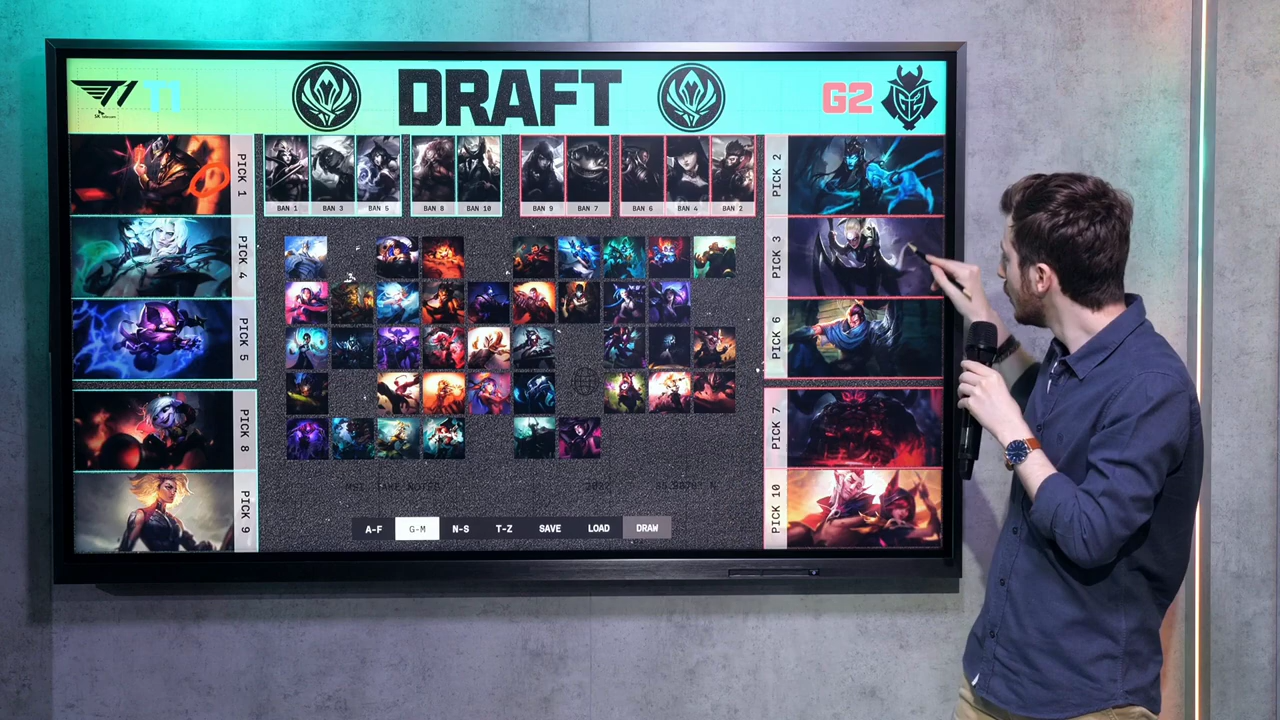 T1 T1
DRAFT
G2 G2
PICK 1
BAN 1 BAN 3 BAN 5 BAN 8 BAN 10 BAN 9 BAN 7 BAN 6 BAN 4 BAN 2
PICK 2
PICK 4
PICK 3
PICK 5
PICK 6
PICK 8
PICK 7
PICK 9
PICK 10
A-F G-M N-S T-Z SAVE LOAD DRAW